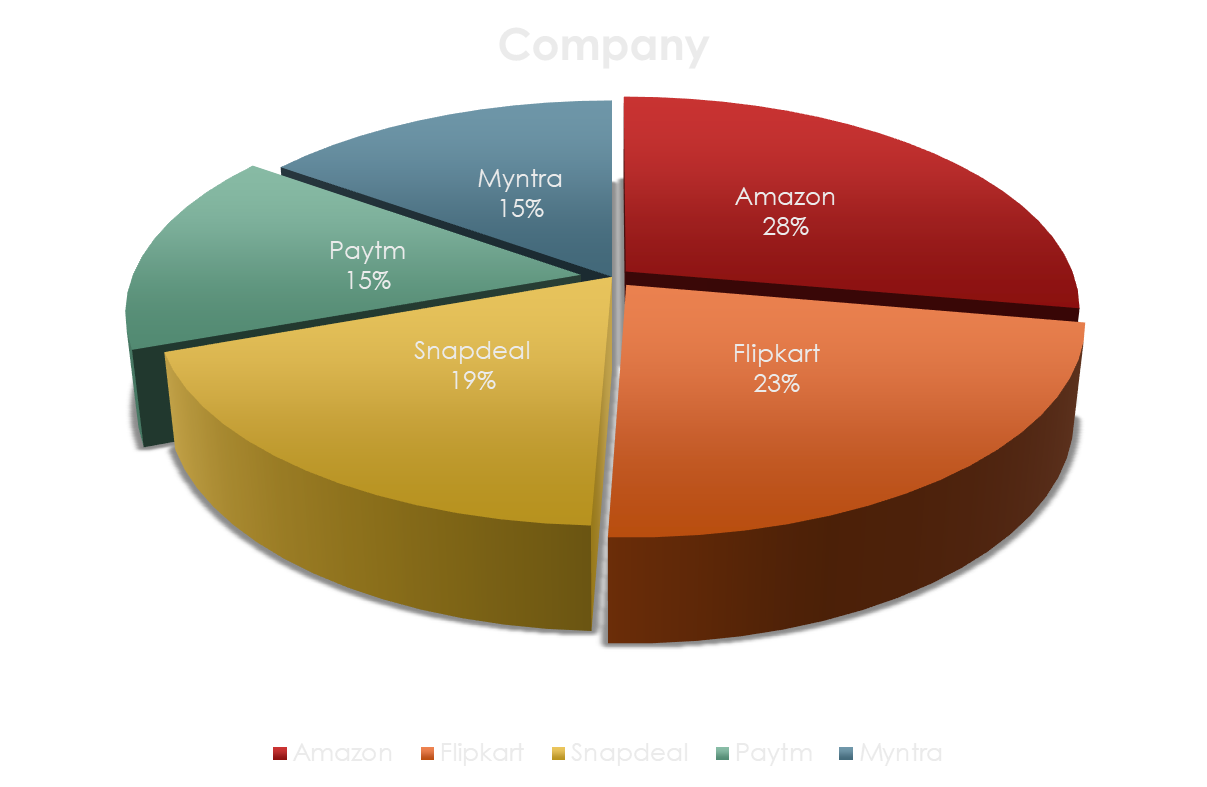 Company
Myntra
15%
Amazon
28%
Paytm
15%
Snapdeal
19%
Flipkart
23%
Amazon Flipkart Snapdeal Paytm Myntra